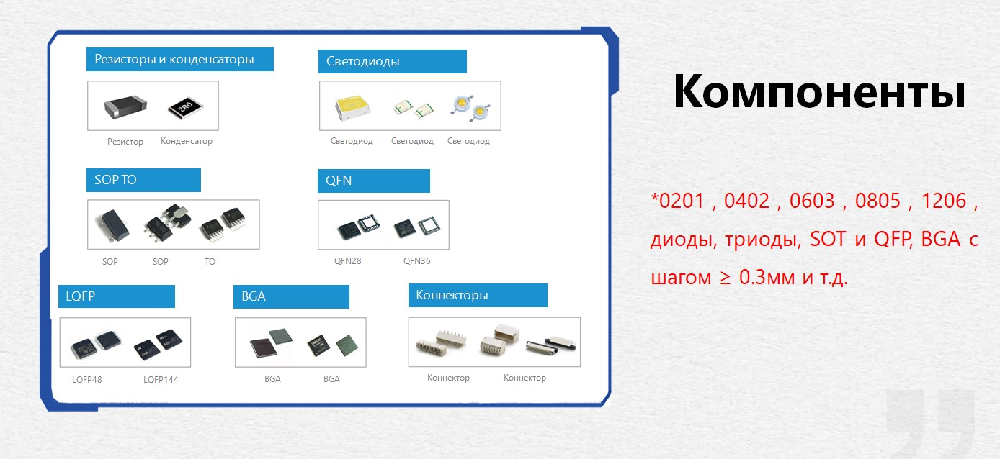 Компоненты
Резисторы и конденсаторы
2R0
Резистор Конденсатор
Светодиоды
Светодиод Светодиод Светодиод
SOP TO
SOP SOP TO
QFN
QFN28 QFN36
LQFP
LQFP48 LQFP144
BGA
SAMSUNG
BGA BGA
Коннекторы
Коннектор Коннектор
*0201 , 0402 , 0603 , 0805 , 1206 ,
диоды, триоды, SOT и QFP, BGA с
шагом ≥ 0.3мм и т.д.